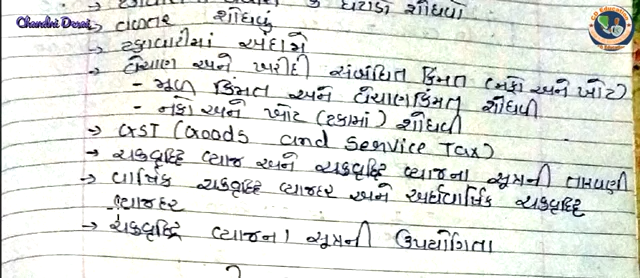 Chandni Desai
→ વધારો કે ઘટાડો શોધવો
→ વળતર શોધવું
→ ટકાવારીમાં અંદાજો
→ વેચાણ અને ખરીદી સંબંધિત કિંમત (નફો અને ખોટ)
- મૂળ કિંમત અને વેચાણકિંમત શોધવી
- નફો અને ખોટ (ટકામાં) શોધવી
→ GST (Goods and Service Tax)
→ ચક્રવૃદ્ધિ વ્યાજ અને ચક્રવૃદ્ધિ વ્યાજના સૂત્રની તારવણી
→ વાર્ષિક ચક્રવૃદ્ધિ વ્યાજદર અને અર્ધવાર્ષિક ચક્રવૃદ્ધિ
વ્યાજદર
→ ચક્રવૃદ્ધિ વ્યાજના સૂત્રની ઉપયોગિતા